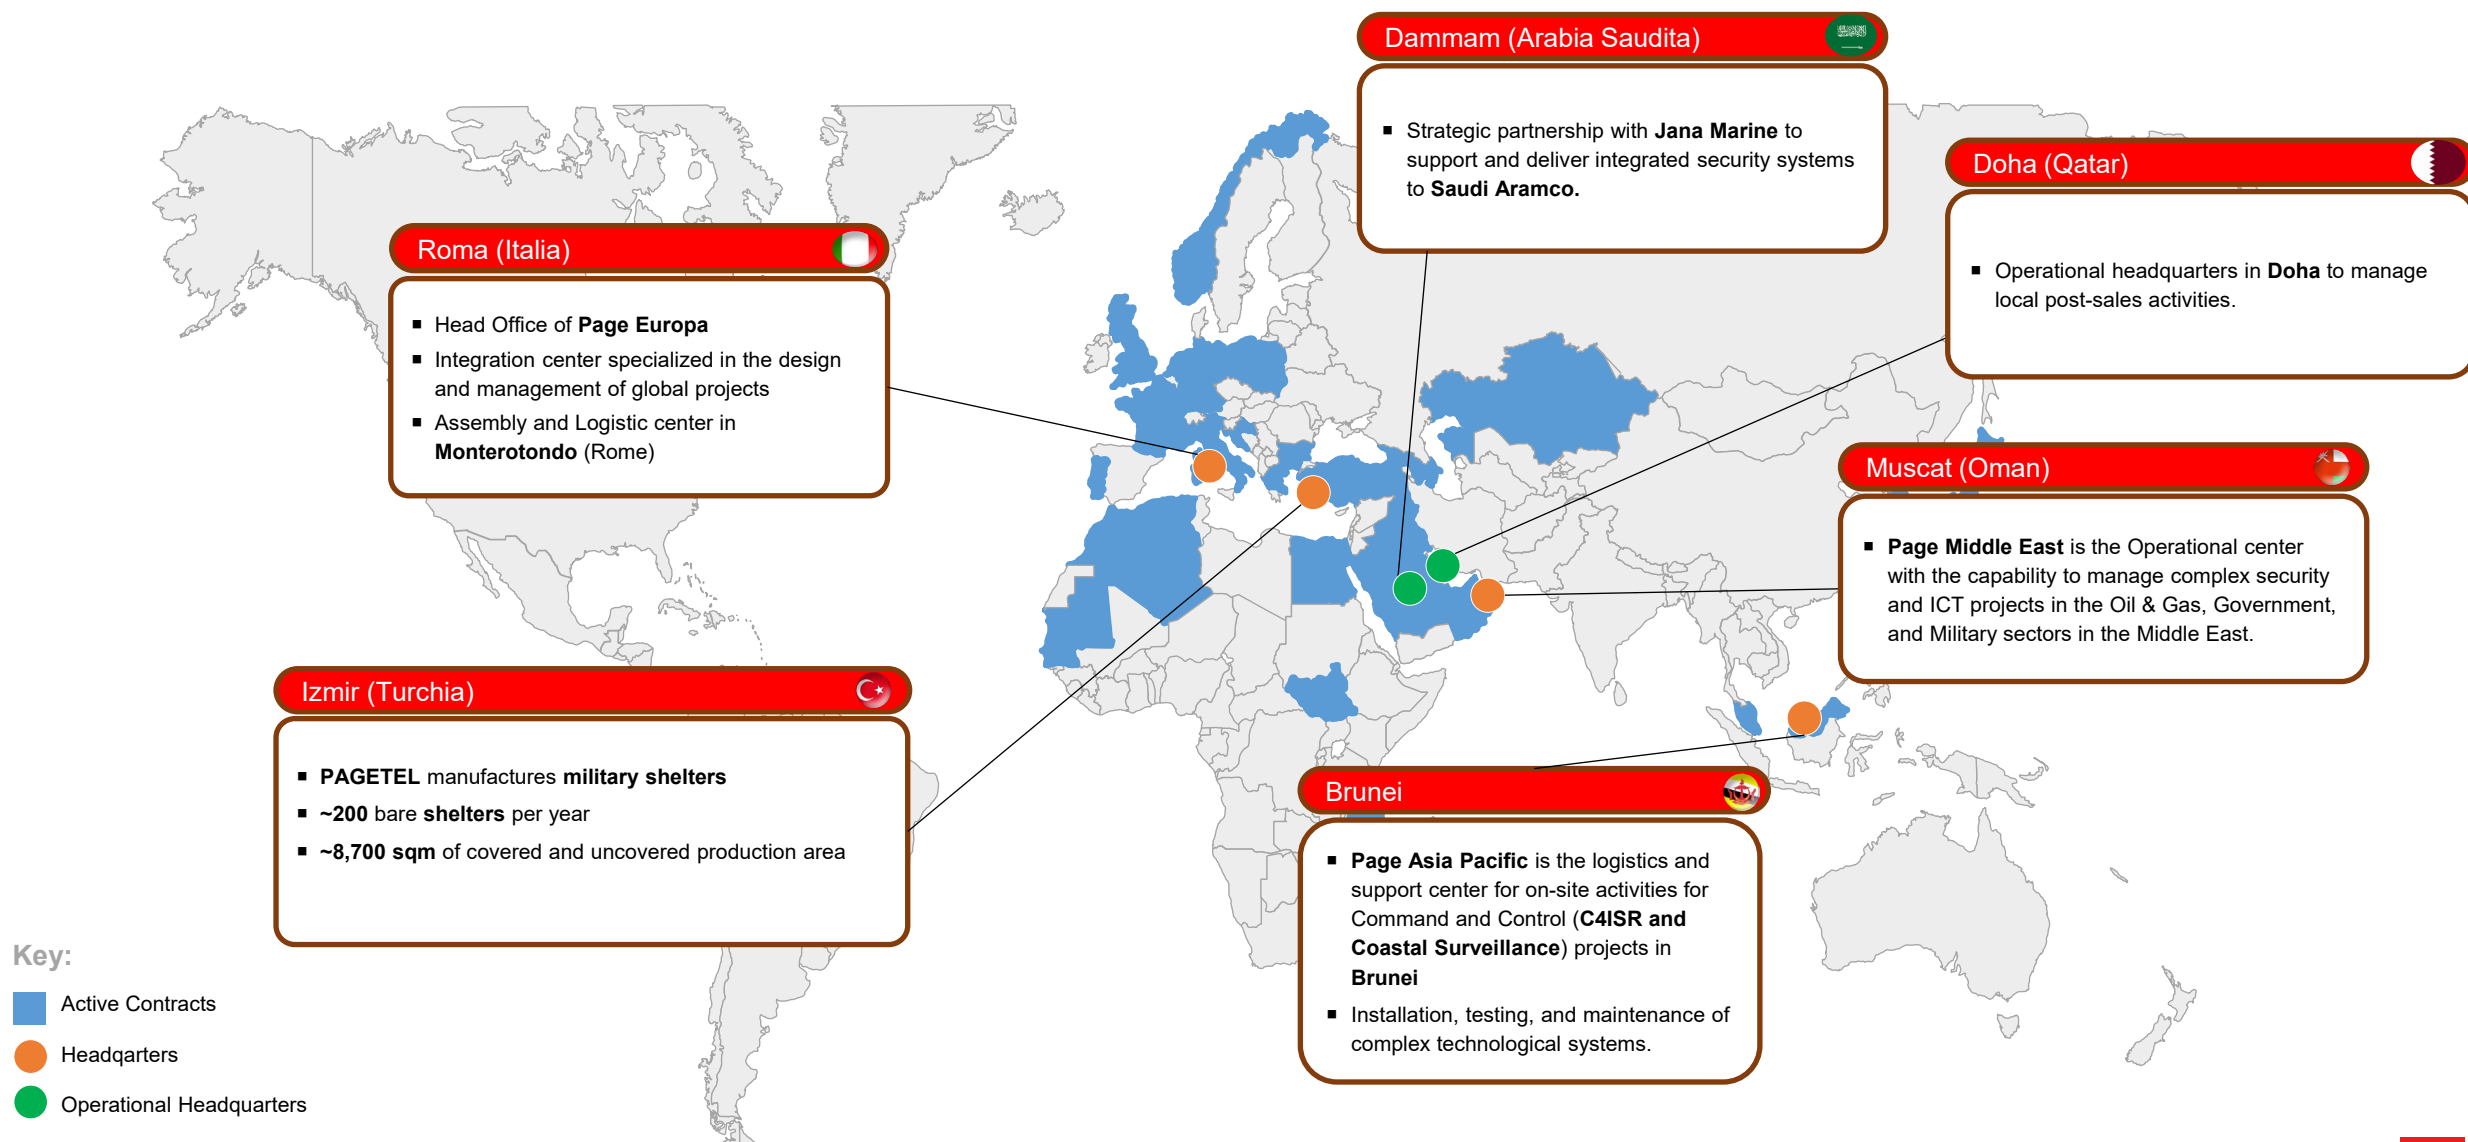 Dammam (Arabia Saudita)
▪ Strategic partnership with Jana Marine to
support and deliver integrated security systems
to Saudi Aramco.
Doha (Qatar)
▪ Operational headquarters in Doha to manage
local post-sales activities.
Roma (Italia)
▪ Head Office of Page Europa
▪ Integration center specialized in the design
and management of global projects
▪ Assembly and Logistic center in
Monterotondo (Rome)
Muscat (Oman)
▪ Page Middle East is the Operational center
with the capability to manage complex security
and ICT projects in the Oil & Gas, Government,
and Military sectors in the Middle East.
Izmir (Turchia)
▪ PAGETEL manufactures military shelters
▪ ~200 bare shelters per year
▪ ~8,700 sqm of covered and uncovered production area
Brunei
▪ Page Asia Pacific is the logistics and
support center for on-site activities for
Command and Control (C4ISR and
Coastal Surveillance) projects in
Brunei
▪ Installation, testing, and maintenance of
complex technological systems.
Key:
Active Contracts
Headqarters
Operational Headquarters